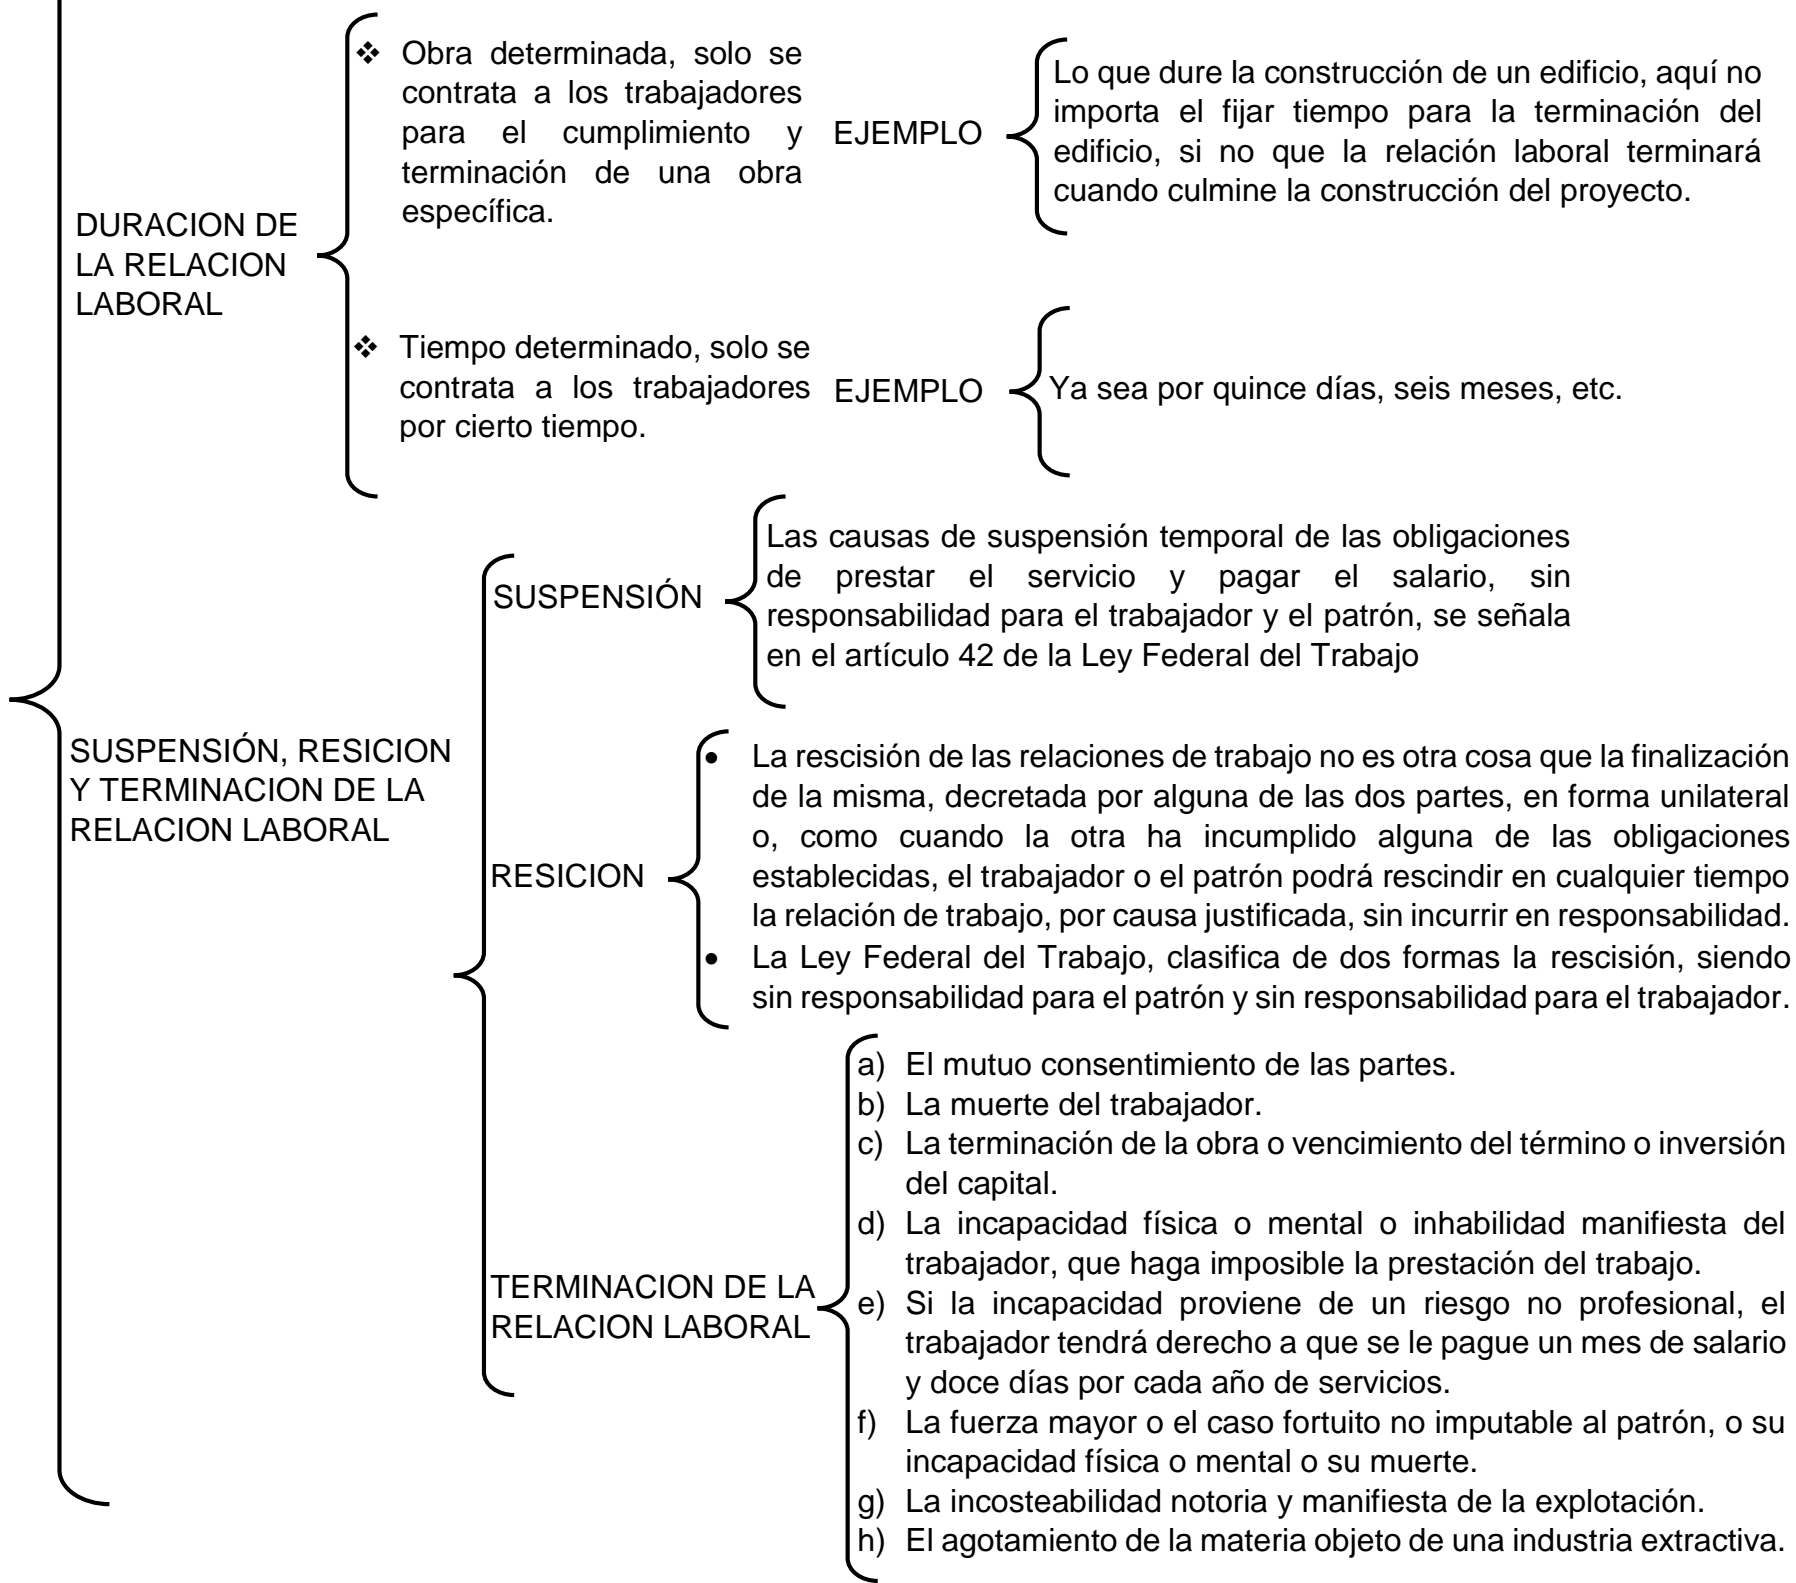 DURACION DE
LA RELACION
LABORAL
❖ Obra determinada, solo se
contrata a los trabajadores
para el cumplimiento y
terminación de una obra
específica.
EJEMPLO
Lo que dure la construcción de un edificio, aquí no
importa el fijar tiempo para la terminación del
edificio, si no que la relación laboral terminará
cuando culmine la construcción del proyecto.
❖ Tiempo determinado, solo se
contrata a los trabajadores
por cierto tiempo.
EJEMPLO
Ya sea por quince días, seis meses, etc.
SUSPENSIÓN, RESICION
Y TERMINACION DE LA
RELACION LABORAL
SUSPENSIÓN
Las causas de suspensión temporal de las obligaciones
de prestar el servicio y pagar el salario, sin
responsabilidad para el trabajador y el patrón, se señala
en el artículo 42 de la Ley Federal del Trabajo
RESICION
• La rescisión de las relaciones de trabajo no es otra cosa que la finalización
de la misma, decretada por alguna de las dos partes, en forma unilateral
o, como cuando la otra ha incumplido alguna de las obligaciones
establecidas, el trabajador o el patrón podrá rescindir en cualquier tiempo
la relación de trabajo, por causa justificada, sin incurrir en responsabilidad.
• La Ley Federal del Trabajo, clasifica de dos formas la rescisión, siendo
sin responsabilidad para el patrón y sin responsabilidad para el trabajador.
TERMINACION DE LA
RELACION LABORAL
a) El mutuo consentimiento de las partes.
b) La muerte del trabajador.
c) La terminación de la obra o vencimiento del término o inversión
del capital.
d) La incapacidad física o mental o inhabilidad manifiesta del
trabajador, que haga imposible la prestación del trabajo.
e) Si la incapacidad proviene de un riesgo no profesional, el
trabajador tendrá derecho a que se le pague un mes de salario
y doce días por cada año de servicios.
f) La fuerza mayor o el caso fortuito no imputable al patrón, o su
incapacidad física o mental o su muerte.
g) La incosteabilidad notoria y manifiesta de la explotación.
h) El agotamiento de la materia objeto de una industria extractiva.